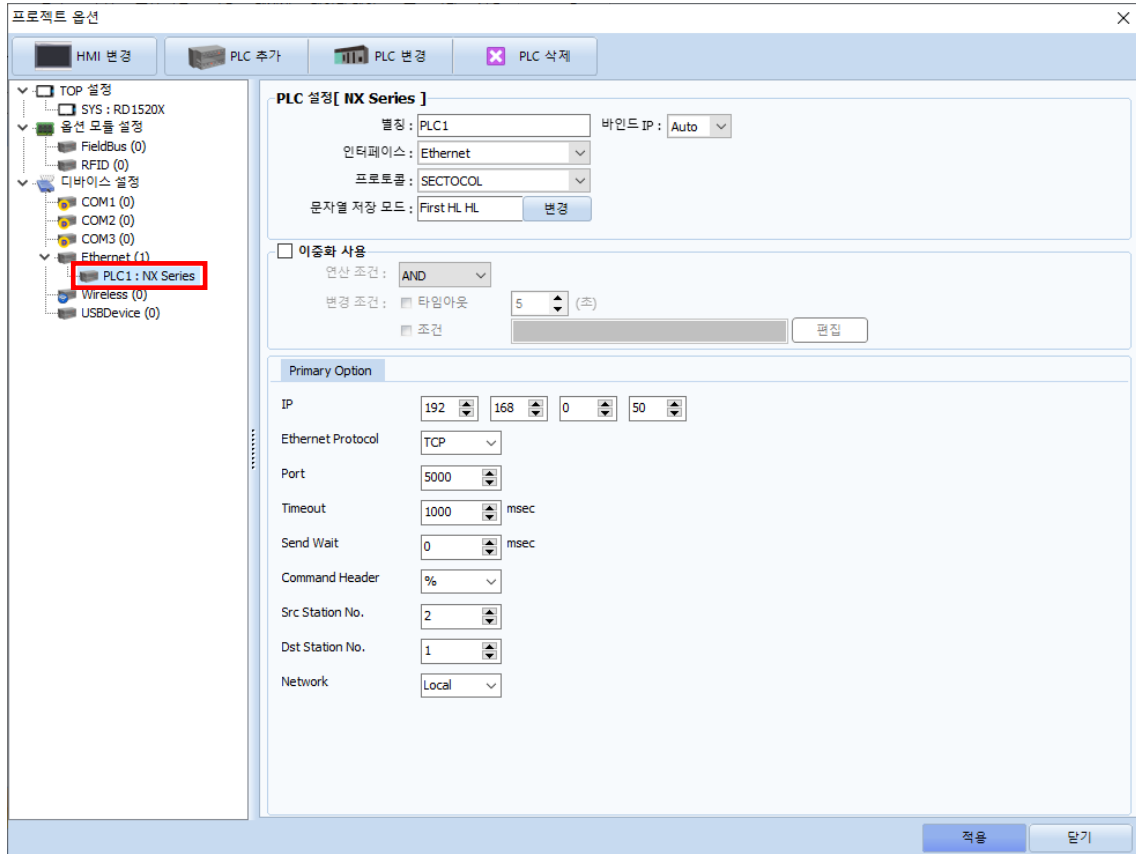 프로젝트 옵션
HMI 변경
PLC 추가
PLC 변경
PLC 삭제
TOP 설정
SYS : RD1520X
옵션 모듈 설정
FieldBus (0)
RFID (0)
디바이스 설정
COM1 (0)
COM2 (0)
COM3 (0)
Ethernet (1)
PLC1 : NX Series
Wireless (0)
USBDevice (0)
PLC 설정[ NX Series ]
별칭 : PLC1 바인드 IP : Auto
인터페이스 : Ethernet
프로토콜 : SECTOCOL
문자열 저장 모드 : First HL HL 변경
이중화 사용
연산 조건 : AND
변경 조건 : 타임아웃 5 (초)
조건 편집
Primary Option
IP 192 168 0 50
Ethernet Protocol TCP
Port 5000
Timeout 1000 msec
Send Wait 0 msec
Command Header %
Src Station No. 2
Dst Station No. 1
Network Local
적용 닫기